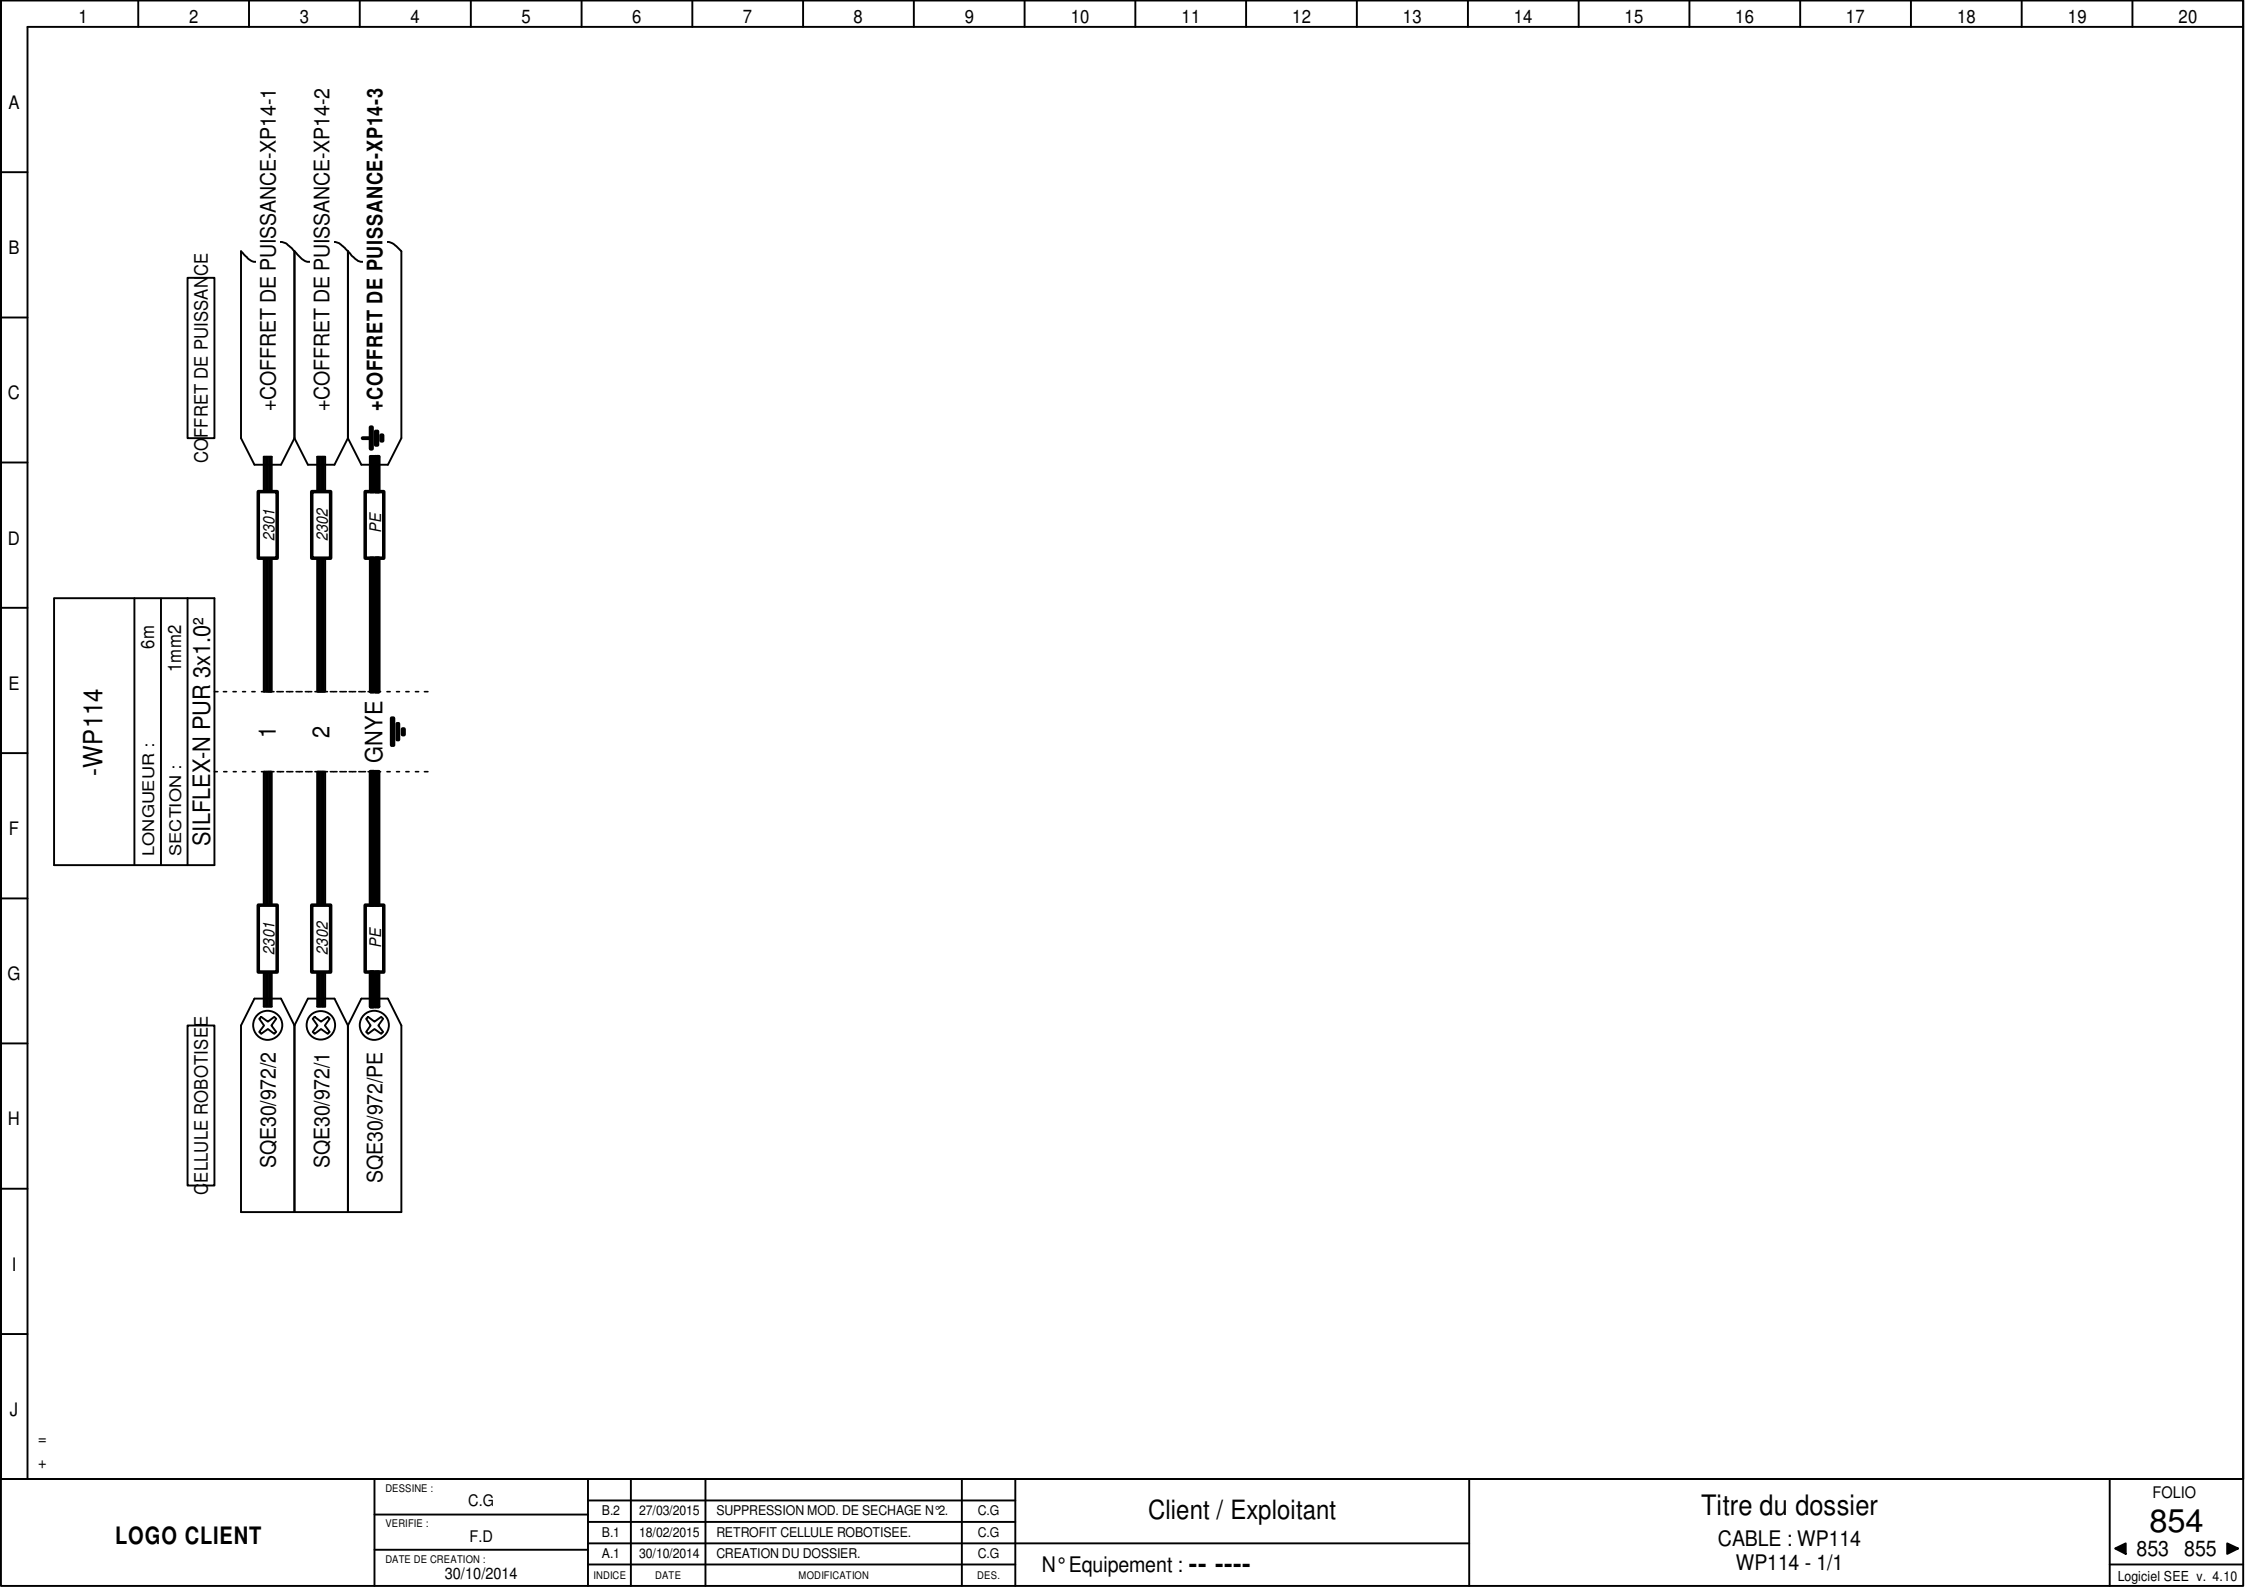 1 2 3 4 5 6 7 8 9 10 11 12 13 14 15 16 17 18 19 20
A
B
C
D
E
F
G
H
I
J
-WP114
LONGUEUR : 6m
SECTION : 1mm2
SILFLEX-N PUR 3x1.0²
COFFRET DE PUISSANCE
+COFFRET DE PUISSANCE-XP14-1
+COFFRET DE PUISSANCE-XP14-2
+COFFRET DE PUISSANCE-XP14-3
2301
2302
PE
1
2
GNYE
2301
2302
PE
CELLULE ROBOTISEE
SQE30/972/2
SQE30/972/1
SQE30/972/PE
=
+
LOGO CLIENT
DESSINE :
C.G
VERIFIE :
F.D
DATE DE CREATION :
30/10/2014
B.2 27/03/2015 SUPPRESSION MOD. DE SECHAGE N°2. C.G
B.1 18/02/2015 RETROFIT CELLULE ROBOTISEE. C.G
A.1 30/10/2014 CREATION DU DOSSIER. C.G
INDICE DATE MODIFICATION DES.
Client / Exploitant
N° Equipement : -- ----
Titre du dossier
CABLE : WP114
WP114 - 1/1
FOLIO
854
853 855
Logiciel SEE v. 4.10